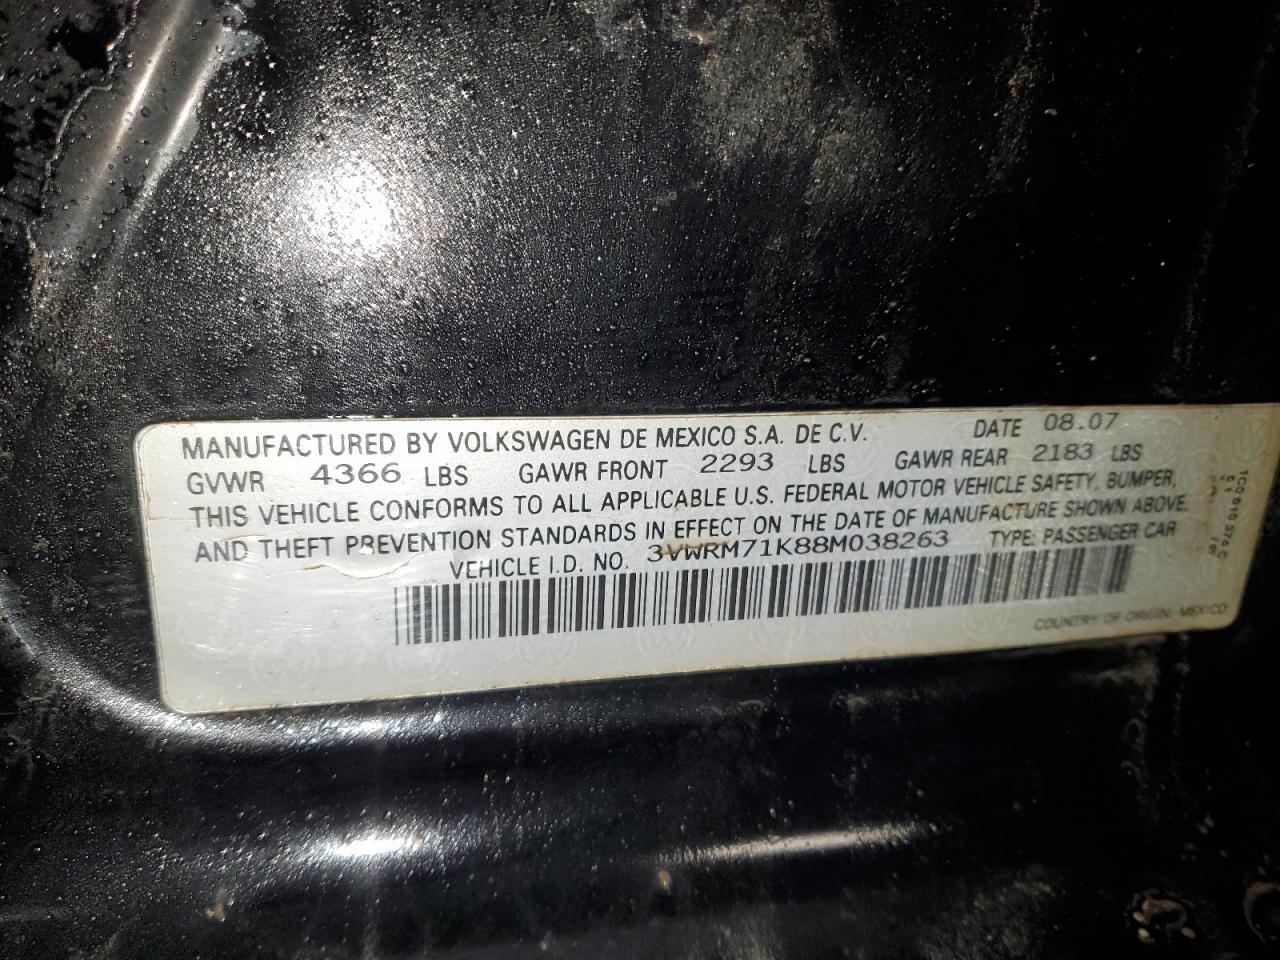 MANUFACTURED BY VOLKSWAGEN DE MEXICO S.A. DE C.V. DATE 08.07
GVWR 4366 LBS GAWR FRONT 2293 LBS GAWR REAR 2183 LBS
THIS VEHICLE CONFORMS TO ALL APPLICABLE U.S. FEDERAL MOTOR VEHICLE SAFETY, BUMPER,
AND THEFT PREVENTION STANDARDS IN EFFECT ON THE DATE OF MANUFACTURE SHOWN ABOVE.
VEHICLE I.D. NO. 3VWRM71K88M038263 TYPE: PASSENGER CAR
COUNTRY OF ORIGIN: MEXICO